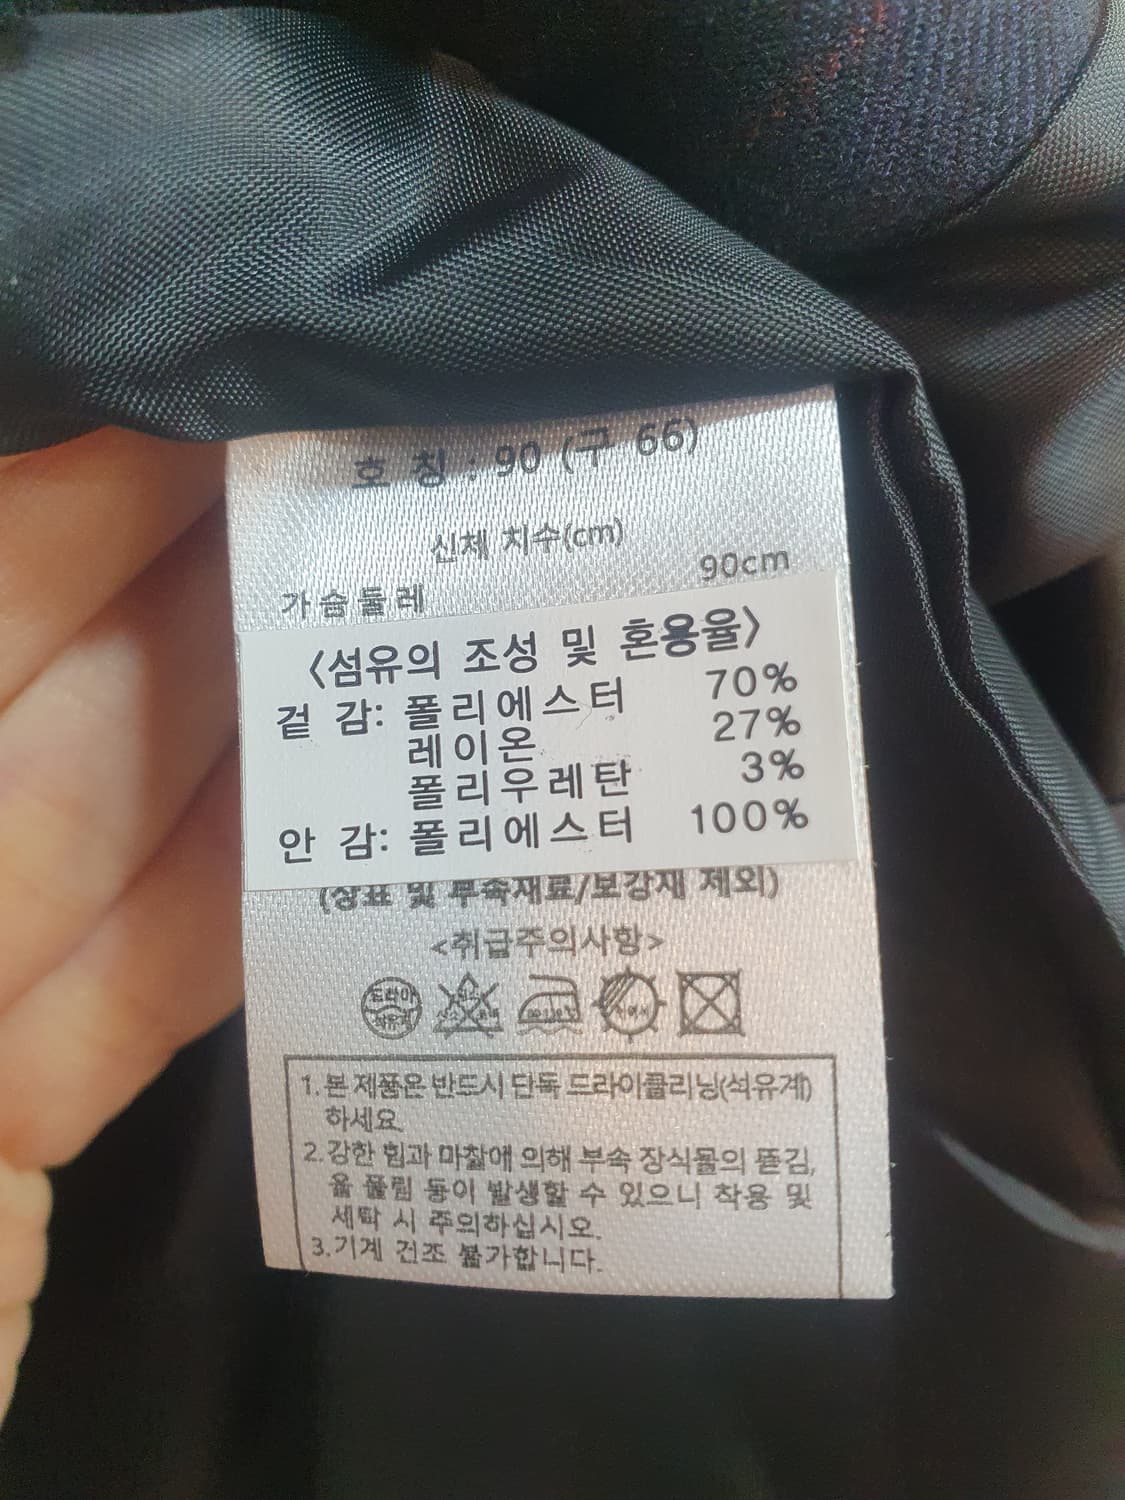 호 칭 : 90 (구 66)
신체 치수(cm)
가슴둘레 90cm
<섬유의 조성 및 혼용율>
겉 감: 폴리에스터 70%
레이온 27%
폴리우레탄 3%
안 감: 폴리에스터 100%
(상표 및 부속재료/보강재 제외)
<취급주의사항>
드라이
석유계
1.본 제품은 반드시 단독 드라이클리닝(석유계)
하세요.
2.강한 힘과 마찰에 의해 부속 장식물의 뜯김,
올 풀림 등이 발생할 수 있으니 착용 및
세탁 시 주의하십시오.
3.기계 건조 불가합니다.